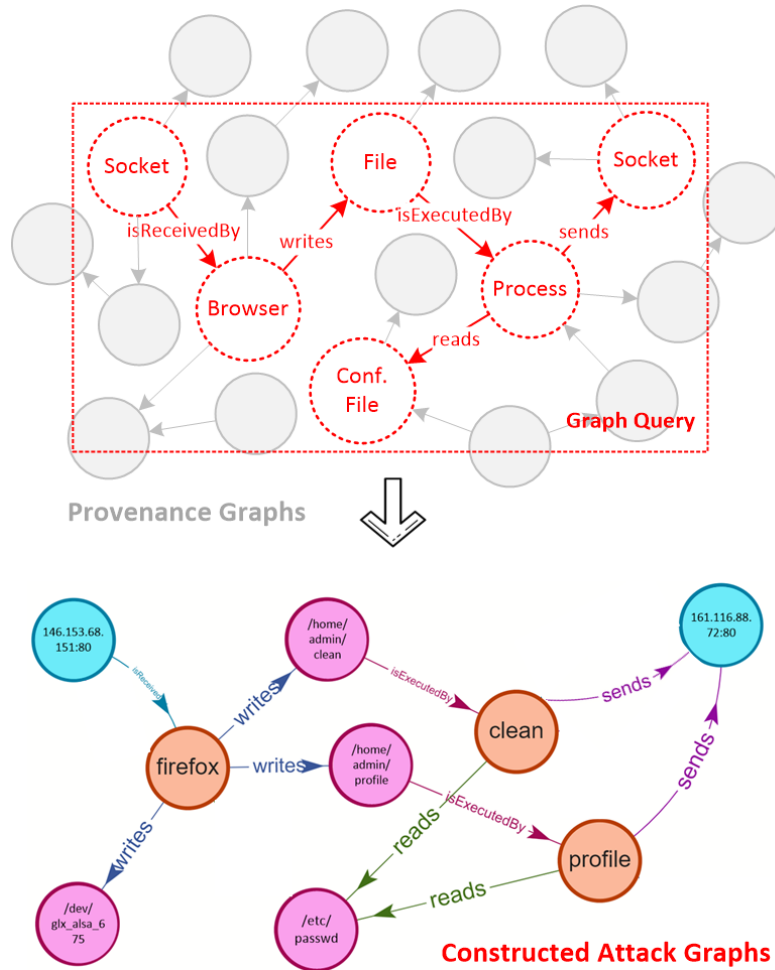 Socket
File
Socket
isReceivedBy
isExecutedBy
writes
sends
Browser
Process
reads
Conf.
File
Graph Query
Provenance Graphs
146.153.68.
151:80
/home/
admin/
clean
161.116.88.
72:80
isReceived
isExecutedBy
writes
sends
clean
firefox
writes
/home/
admin/
profile
sends
isExecutedBy
writes
reads
profile
reads
/dev/
glx_alsa_6
75
/etc/
passwd
Constructed Attack Graphs